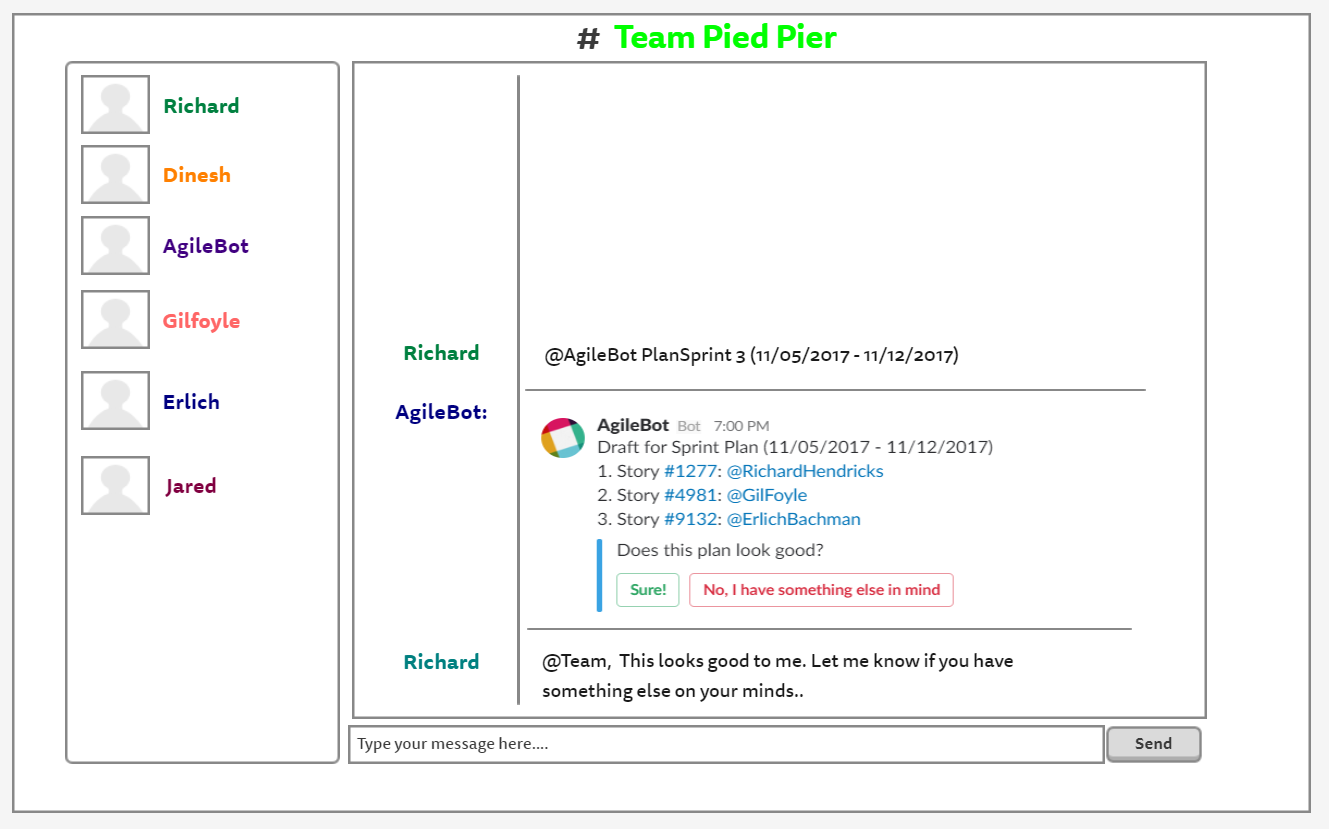 # Team Pied Pier
Richard
Dinesh
AgileBot
Gilfoyle
Erlich
Jared
Richard @AgileBot PlanSprint 3 (11/05/2017 - 11/12/2017)
AgileBot:
AgileBot Bot 7:00 PM
Draft for Sprint Plan (11/05/2017 - 11/12/2017)
1. Story #1277: @RichardHendricks
2. Story #4981: @GilFoyle
3. Story #9132: @ErlichBachman
Does this plan look good?
Sure! No, I have something else in mind
Richard @Team, This looks good to me. Let me know if you have
something else on your minds..
Type your message here.... Send